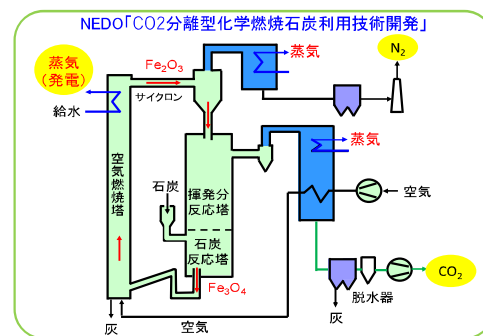 NEDO「CO2分離型化学燃焼石炭利用技術開発」
蒸気
(発電)
給水
Fe2O3
サイクロン
蒸気
N2
空気燃焼塔
石炭
揮発分
反応塔
石炭
反応塔
蒸気
空気
Fe3O4
CO2
脱水器
灰
空気
灰